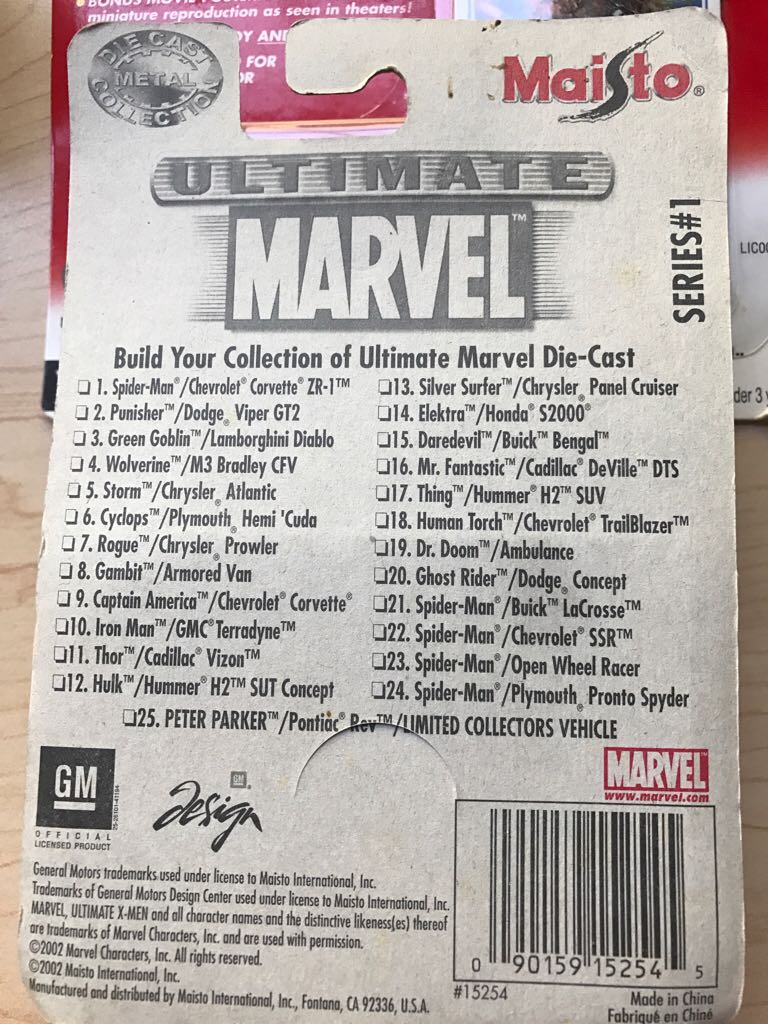 BONUS MOVIE
miniature reproduction as seen in theaters!
DY AND
FOR
OR
DIE CAST
METAL
COLLECTION
Maisto®
ULTIMATE
MARVEL™
SERIES#1
Build Your Collection of Ultimate Marvel Die-Cast
❏ 1. Spider-Man®/Chevrolet® Corvette® ZR-1™
❏ 2. Punisher™/Dodge® Viper GT2
❏ 3. Green Goblin™/Lamborghini Diablo
❏ 4. Wolverine™/M3 Bradley CFV
❏ 5. Storm™/Chrysler® Atlantic
❏ 6. Cyclops™/Plymouth® Hemi 'Cuda
❏ 7. Rogue™/Chrysler® Prowler
❏ 8. Gambit™/Armored Van
❏ 9. Captain America™/Chevrolet® Corvette®
❏10. Iron Man™/GMC® Terradyne™
❏11. Thor™/Cadillac® Vizon™
❏12. Hulk™/Hummer® H2™ SUT Concept
❏13. Silver Surfer™/Chrysler® Panel Cruiser
❏14. Elektra™/Honda® S2000®
❏15. Daredevil™/Buick™ Bengal™
❏16. Mr. Fantastic™/Cadillac® DeVille™ DTS
❏17. Thing™/Hummer® H2™ SUV
❏18. Human Torch™/Chevrolet® TrailBlazer™
❏19. Dr. Doom™/Ambulance
❏20. Ghost Rider™/Dodge® Concept
❏21. Spider-Man®/Buick™ LaCrosse™
❏22. Spider-Man®/Chevrolet® SSR™
❏23. Spider-Man®/Open Wheel Racer
❏24. Spider-Man®/Plymouth® Pronto Spyder
❏25. PETER PARKER™/Pontiac® Rev™/LIMITED COLLECTORS VEHICLE
GM
OFFICIAL
LICENSED PRODUCT
GM
design
MARVEL
www.marvel.com
General Motors trademarks used under license to Maisto International, Inc.
Trademarks of General Motors Design Center used under license to Maisto International, Inc.
MARVEL, ULTIMATE X-MEN and all character names and the distinctive likeness(es) thereof
are trademarks of Marvel Characters, Inc. and are used with permission.
©2002 Marvel Characters, Inc. All rights reserved.
©2002 Maisto International, Inc.
Manufactured and distributed by Maisto International, Inc., Fontana, CA 92336, U.S.A.
0 90159 15254 5
#15254
Made in China
Fabriqué en Chine
LICO
der 3